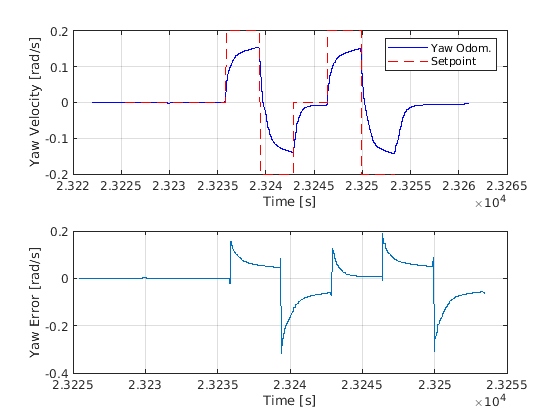 0.2
0.1
0
-0.1
-0.2
Yaw Velocity [rad/s]
Yaw Odom.
Setpoint
2.322 2.3225 2.323 2.3235 2.324 2.3245 2.325 2.3255 2.326 2.3265
Time [s]
×10⁴
0.2
0
-0.2
-0.4
Yaw Error [rad/s]
2.3225 2.323 2.3235 2.324 2.3245 2.325 2.3255
Time [s]
×10⁴